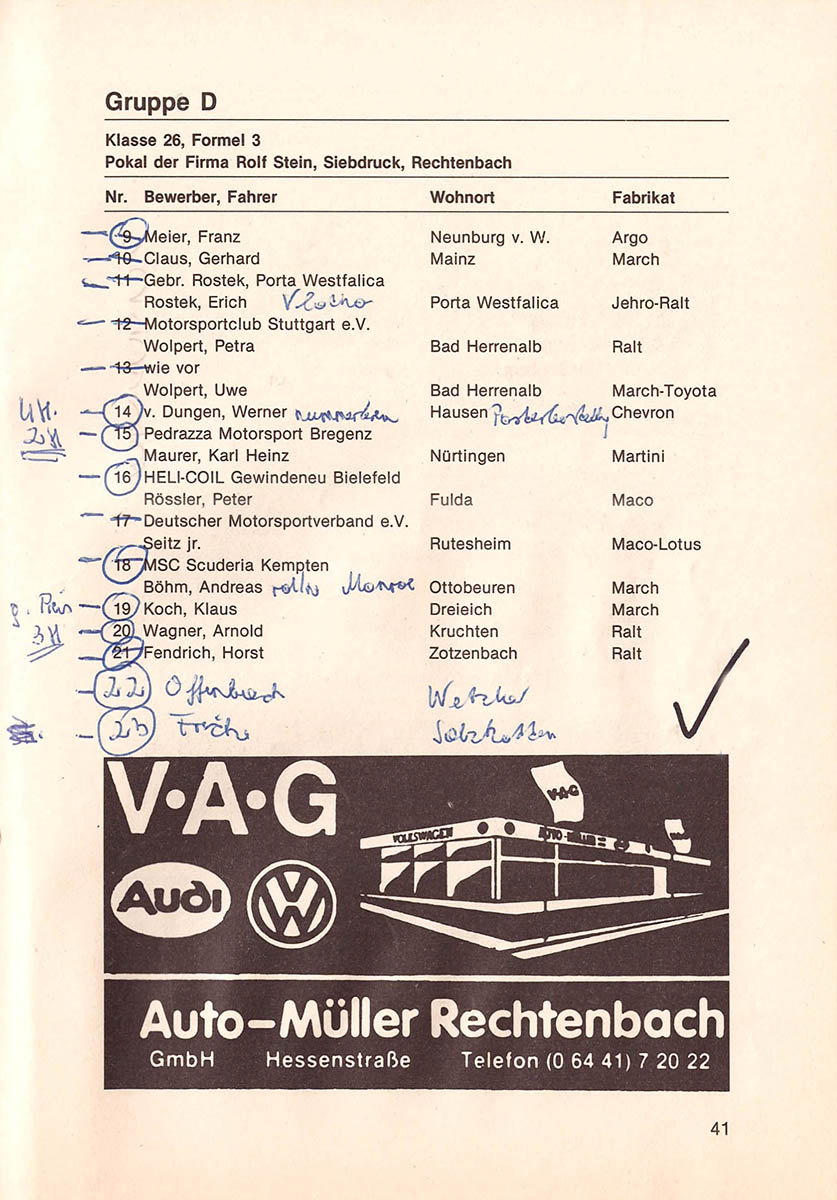 Gruppe D
Klasse 26, Formel 3
Pokal der Firma Rolf Stein, Siebdruck, Rechtenbach
Nr. Bewerber, Fahrer Wohnort Fabrikat
9 Meier, Franz Neunburg v. W. Argo
10 Claus, Gerhard Mainz March
11 Gebr. Rostek, Porta Westfalica
Rostek, Erich Vlotho Porta Westfalica Jehro-Ralt
12 Motorsportclub Stuttgart e.V.
Wolpert, Petra Bad Herrenalb Ralt
13 wie vor
Wolpert, Uwe Bad Herrenalb March-Toyota
14 v. Dungen, Werner Hausen Chevron
15 Pedrazza Motorsport Bregenz
Maurer, Karl Heinz Nürtingen Martini
16 HELI-COIL Gewindeneu Bielefeld
Rössler, Peter Fulda Maco
17 Deutscher Motorsportverband e.V.
Seitz jr. Rutesheim Maco-Lotus
18 MSC Scuderia Kempten
Böhm, Andreas Monroe Ottobeuren March
19 Koch, Klaus Dreieich March
20 Wagner, Arnold Kruchten Ralt
3H
21 Fendrich, Horst Zotzenbach Ralt
22 Wetzlar
23 Salzkotten
V·A·G
V·A·G
VOLKSWAGEN AUTO-MÜLLER
Audi VW
Auto–Müller Rechtenbach
GmbH Hessenstraße Telefon (0 64 41) 7 20 22
41